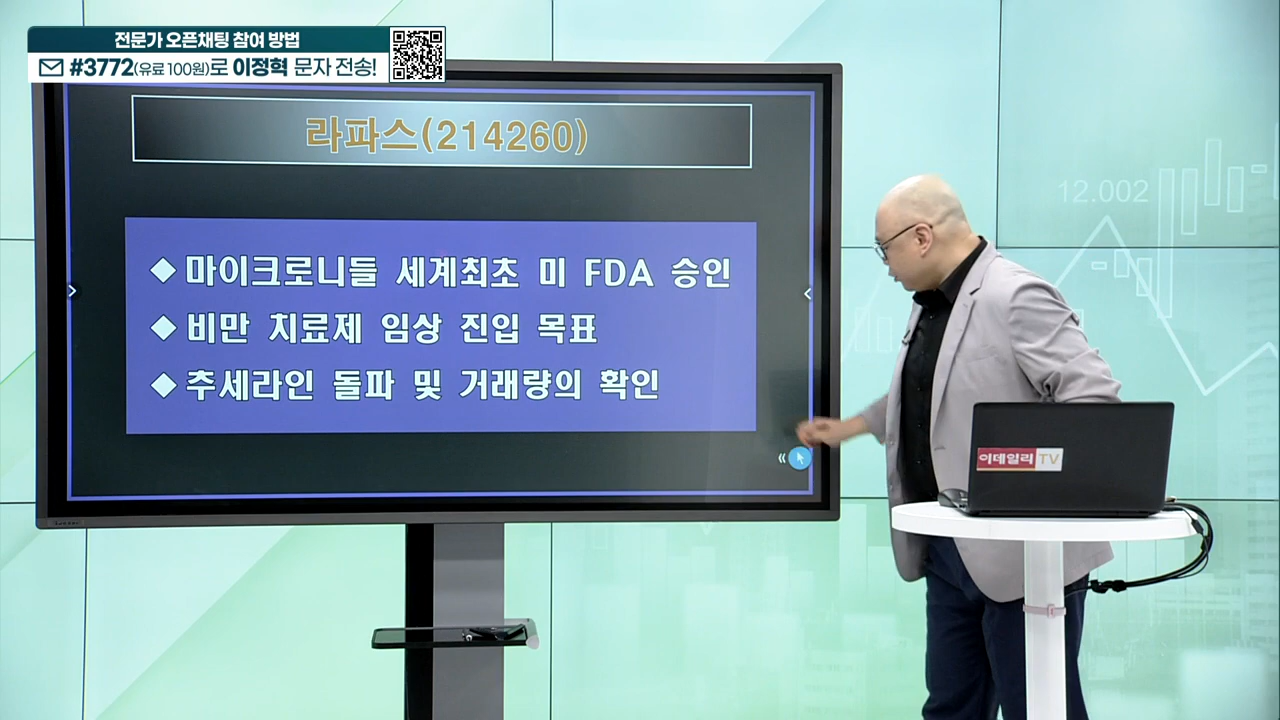 전문가 오픈채팅 참여 방법
#3772(유료 100원)로 이정혁 문자 전송!
라파스(214260)
◆마이크로니들 세계최초 미 FDA 승인
◆비만 치료제 임상 진입 목표
◆추세라인 돌파 및 거래량의 확인
12.002
이데일리TV